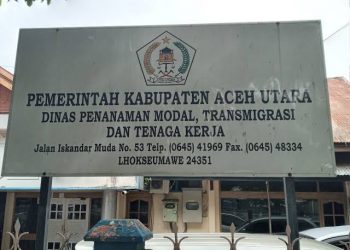 PEMERINTAH KABUPATEN ACEH UTARA
DINAS PENANAMAN MODAL, TRANSMIGRASI
DAN TENAGA KERJA
Jalan Iskandar Muda No. 53 Telp. (0645) 41969 Fax. (0645) 48334
LHOKSEUMAWE 24351